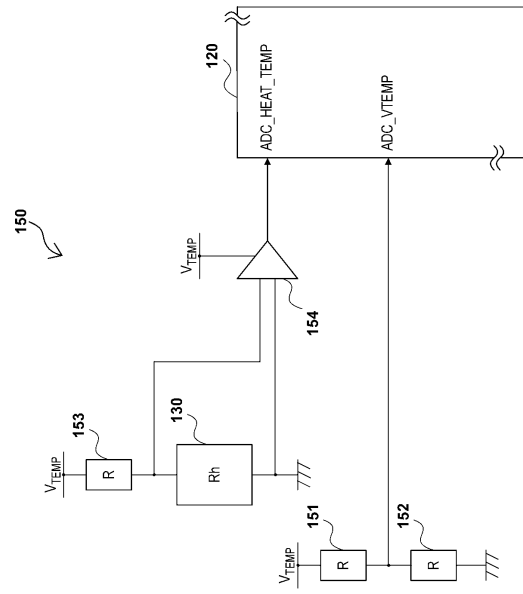 150
120
ADC_HEAT_TEMP
ADC_VTEMP
VTEMP
154
VTEMP
153
R
130
Rh
VTEMP
151
R
152
R